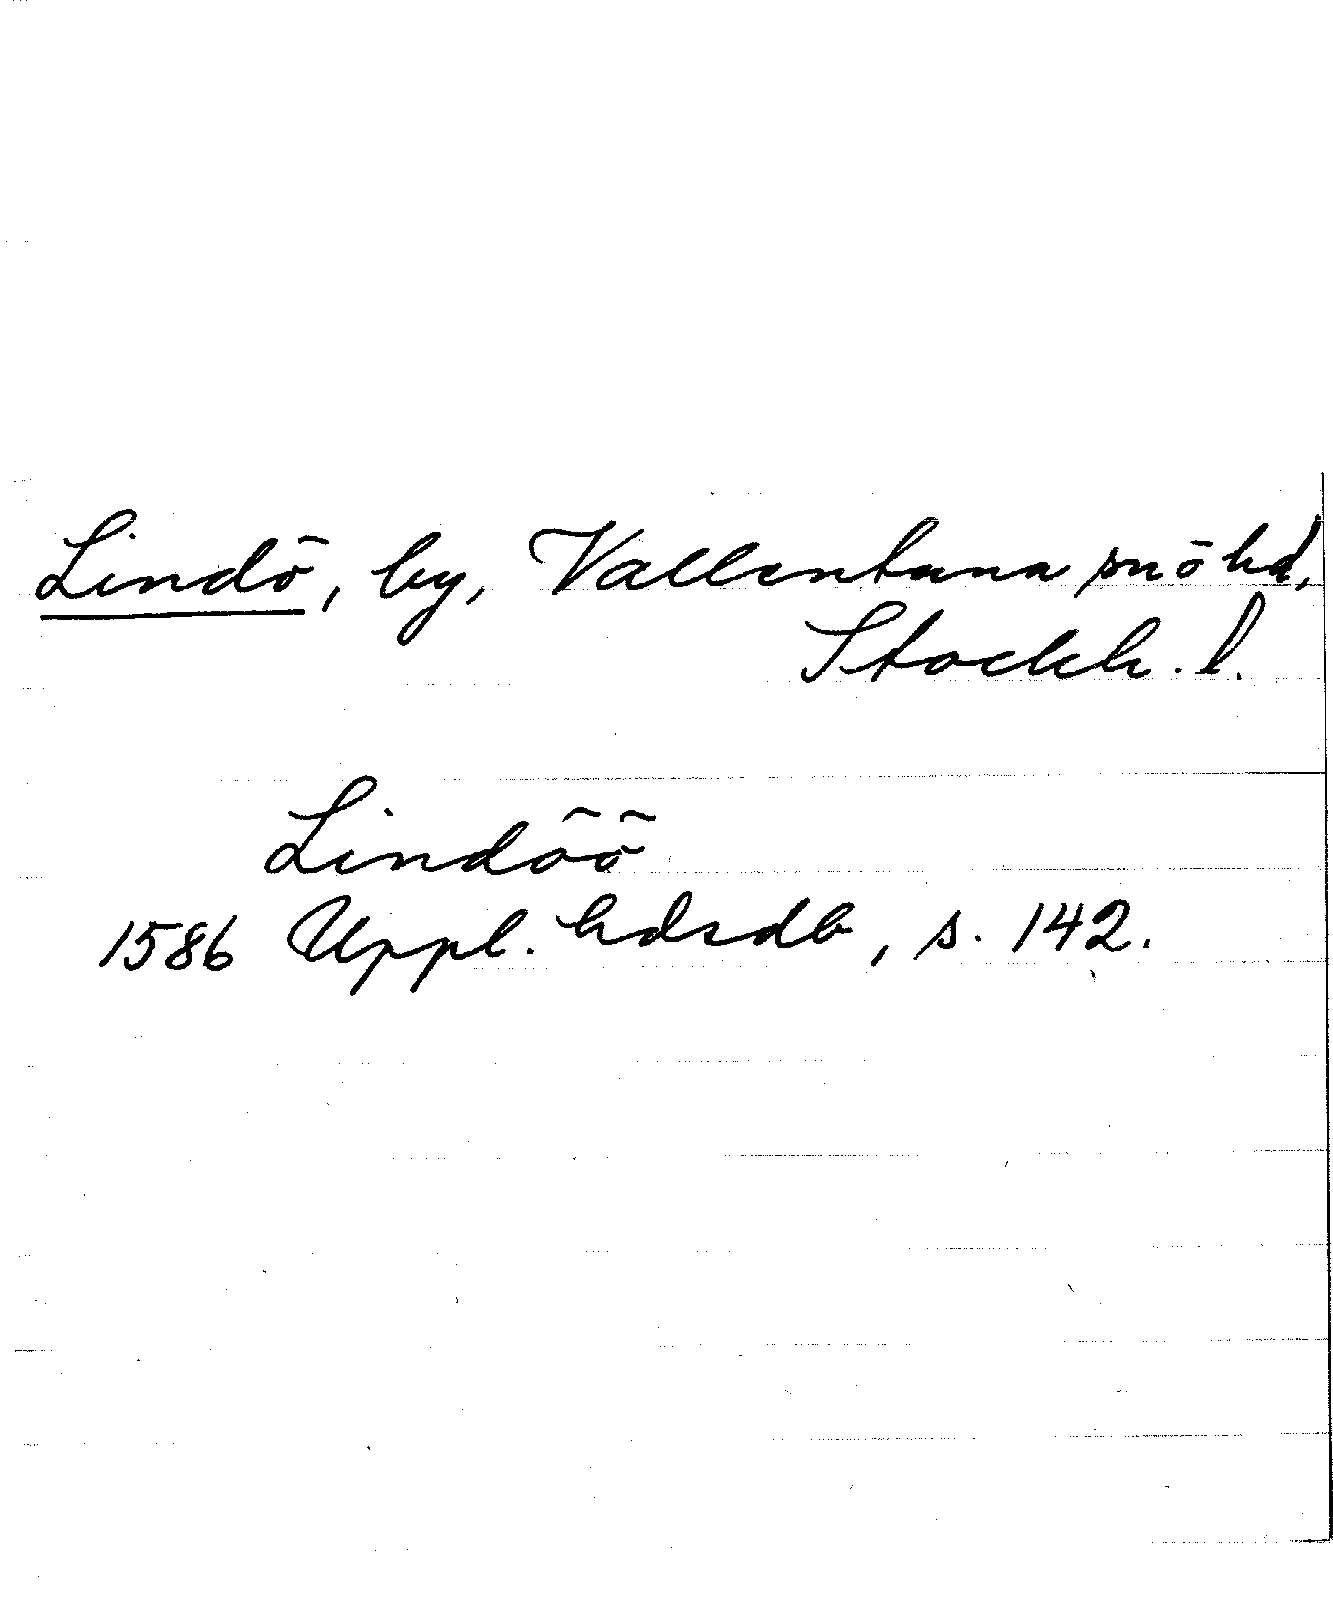 Lindö, by, Vallentuna sn o hd,
Stockh. l.
Lindöö
1586 Uppl. hdsdb, s. 142.